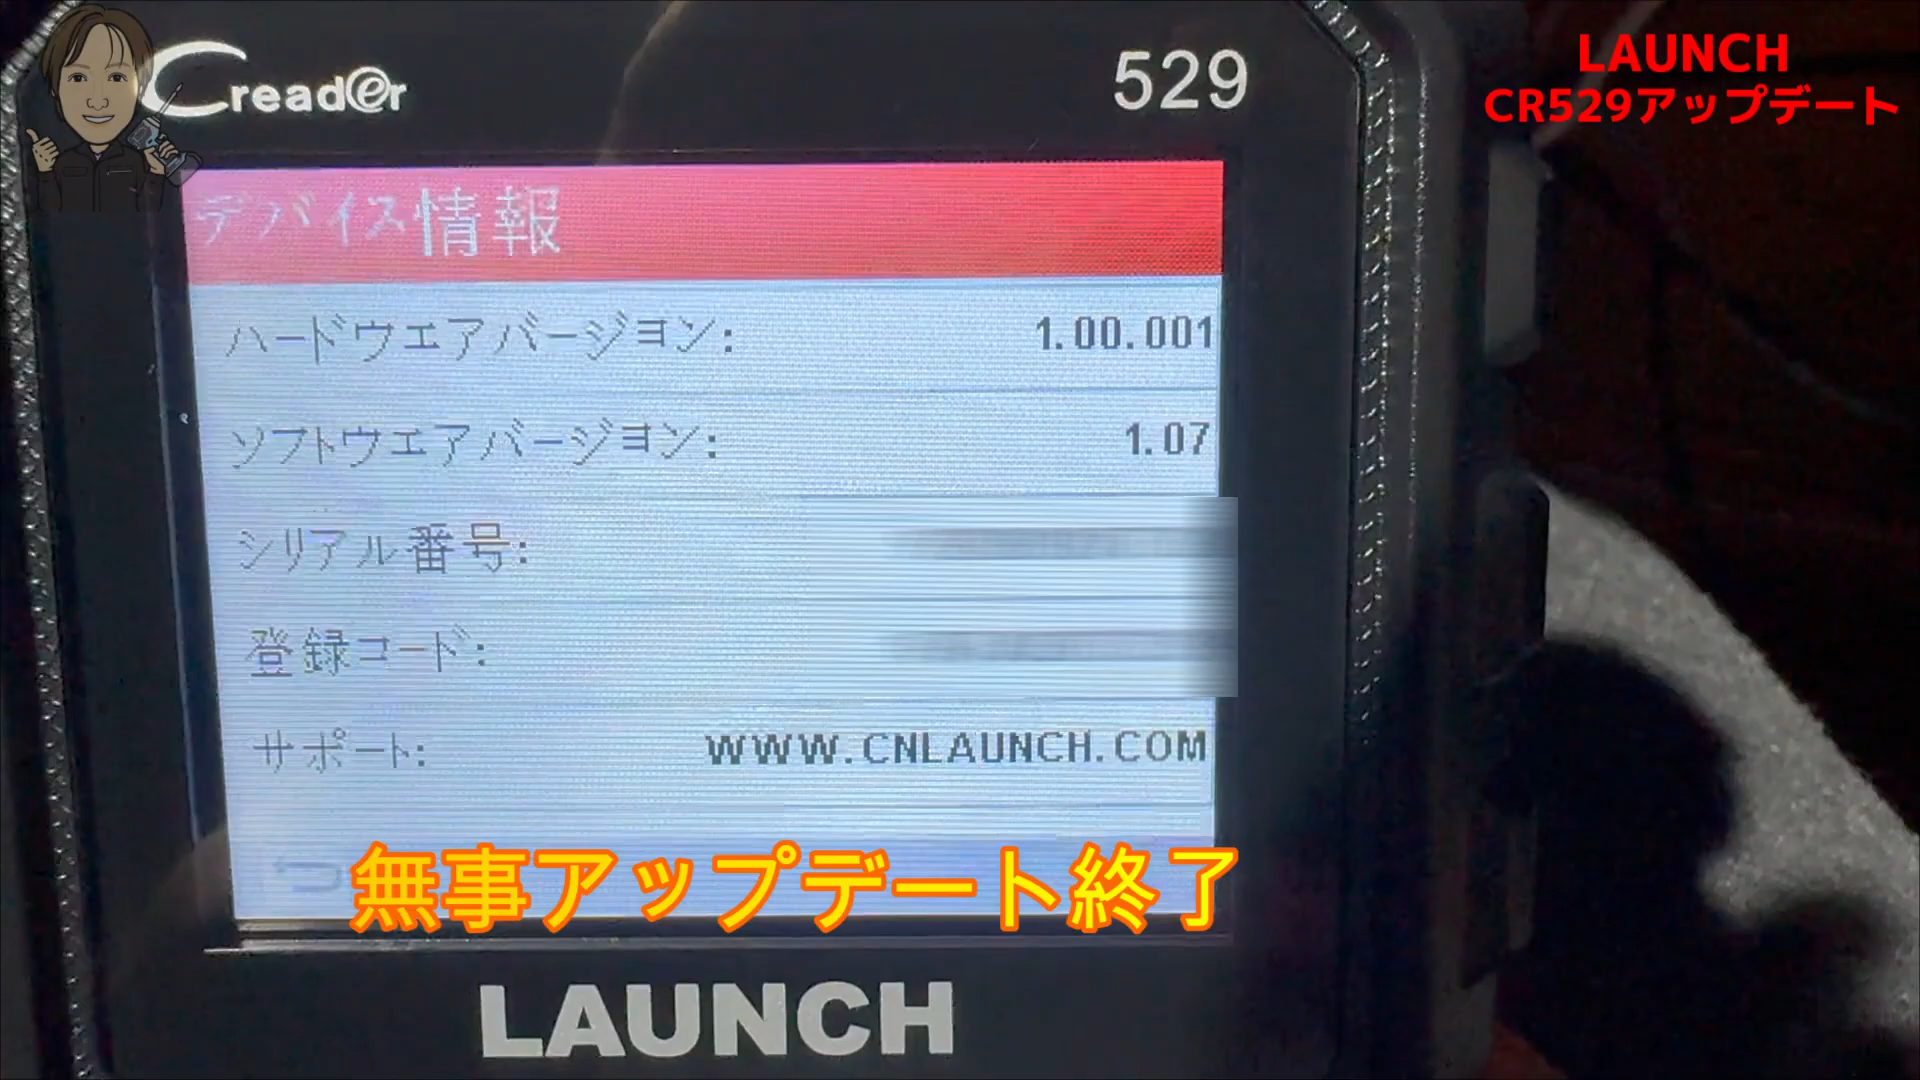 Creader
529
LAUNCH
CR529アップデート
デバイス情報
ハードウエアバージョン: 1.00.001
ソフトウエアバージョン: 1.07
シリアル番号:
登録コード:
サポート: WWW.CNLAUNCH.COM
無事アップデート終了
LAUNCH